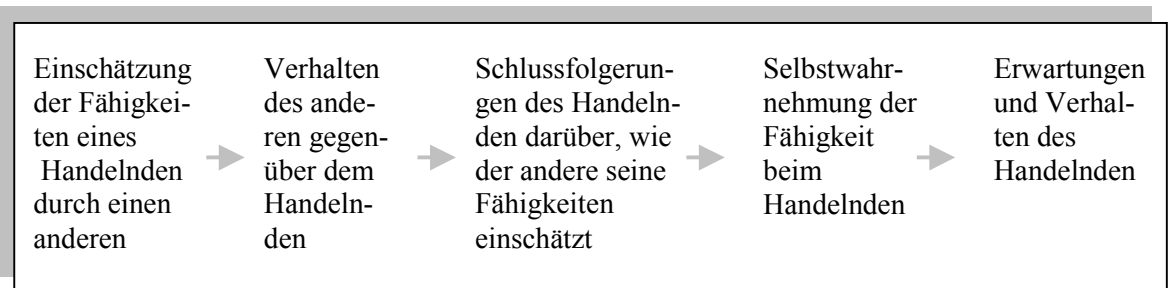 Einschätzung
der Fähigkei-
ten eines
Handelnden
durch einen
anderen
Verhalten
des ande-
ren gegen-
über dem
Handeln-
den
Schlussfolgerun-
gen des Handeln-
den darüber, wie
der andere seine
Fähigkeiten
einschätzt
Selbstwahr-
nehmung der
Fähigkeit
beim
Handelnden
Erwartungen
und Verhal-
ten des
Handelnden